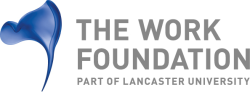 THE WORK
FOUNDATION
PART OF LANCASTER UNIVERSITY